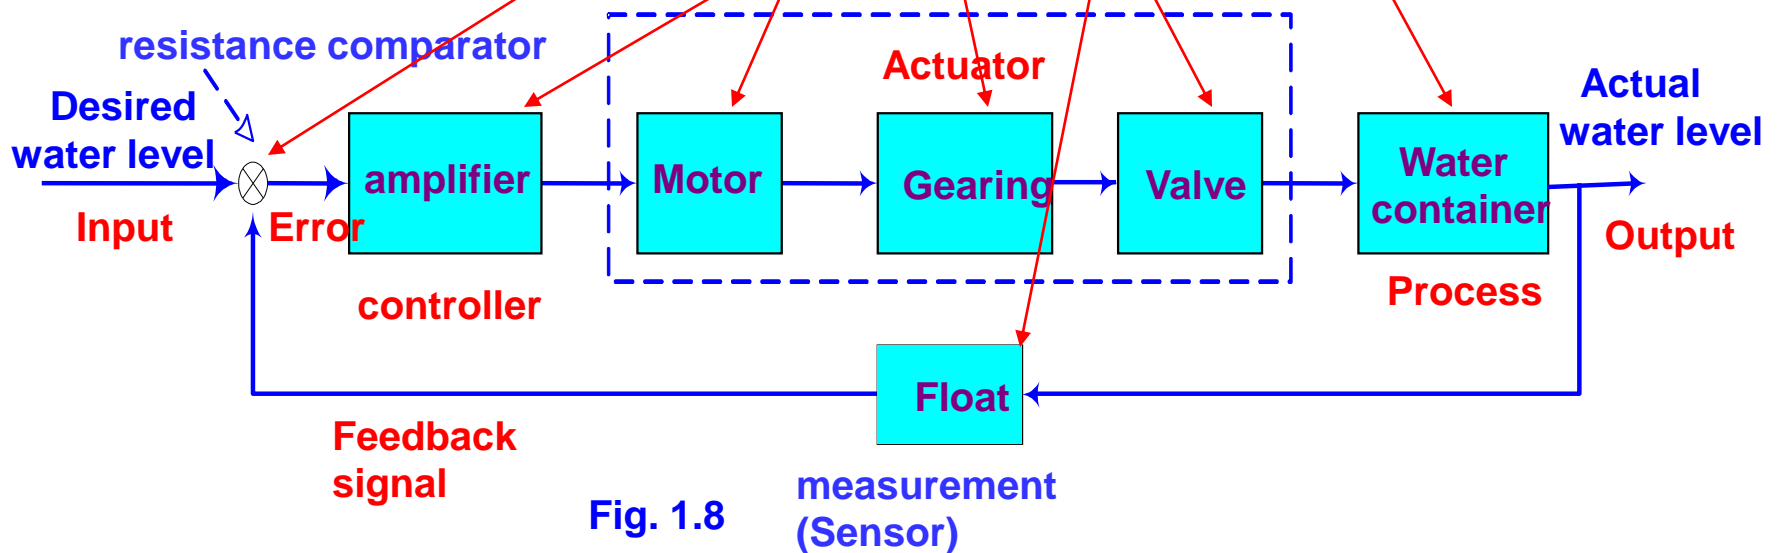 resistance comparator
Actuator
Desired
water level
Actual
water level
amplifier
Motor
Gearing
Valve
Water
container
Input
Error
Output
controller
Process
Float
Feedback
signal
measurement
(Sensor)
Fig. 1.8